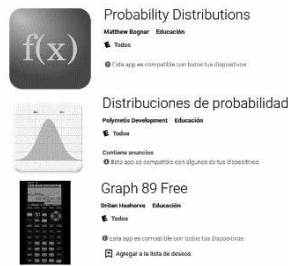 f(x)
Probability Distributions
Matthew Bognar Educación
Todos
Esta app es compatible con todos tus dispositivos.
Distribuciones de probabilidad
Polymetis Development Educación
Todos
Contiene anuncios
Esta app es compatible con algunos de tus dispositivos.
Graph 89 Free
Dritan Hashorva Educación
Todos
Esta app es compatible con todos tus dispositivos.
Agregar a la lista de deseos